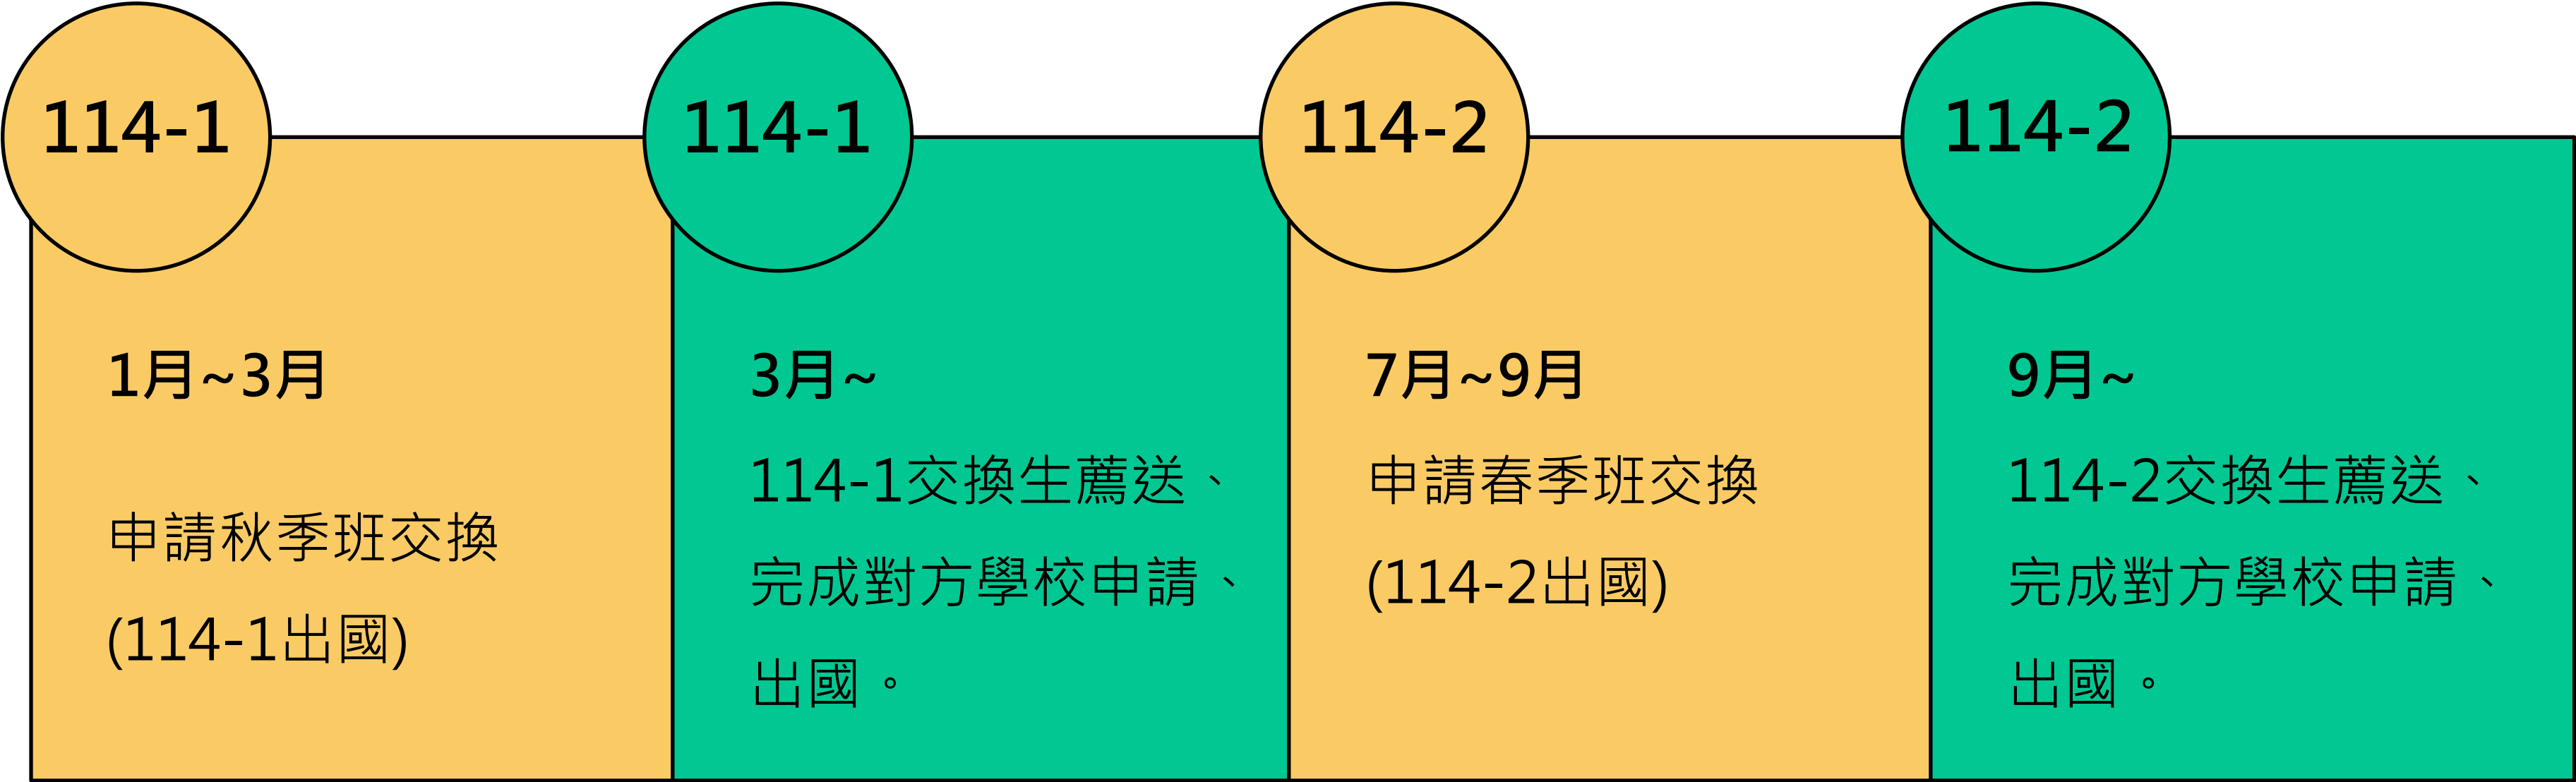 114-1
1月~3月
申請秋季班交換
(114-1出國)
114-1
3月~
114-1交換生薦送、
完成對方學校申請、
出國。
114-2
7月~9月
申請春季班交換
(114-2出國)
114-2
9月~
114-2交換生薦送、
完成對方學校申請、
出國。